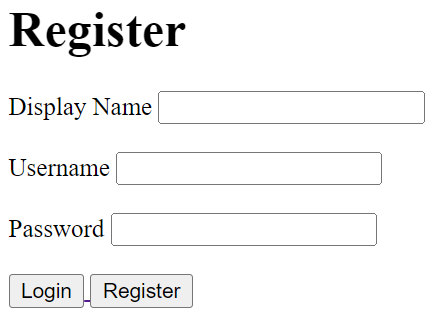 Register
Display Name
Username
Password
Login Register